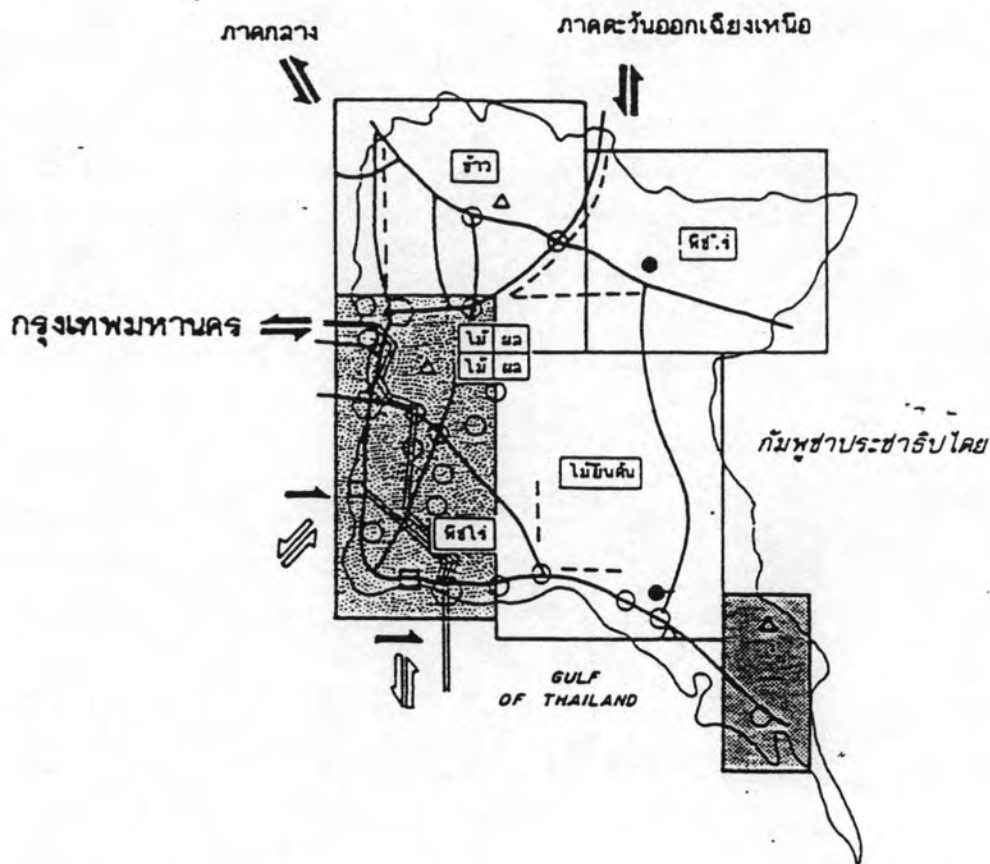 ภาคกลาง
ภาคตะวันออกเฉียงเหนือ
ข้าว
พืชไร่
กรุงเทพมหานคร
ไม้ ผล
ไม้ ผล
กัมพูชาประชาธิปไตย
ไม้ยืนต้น
พืชไร่
GULF
OF THAILAND